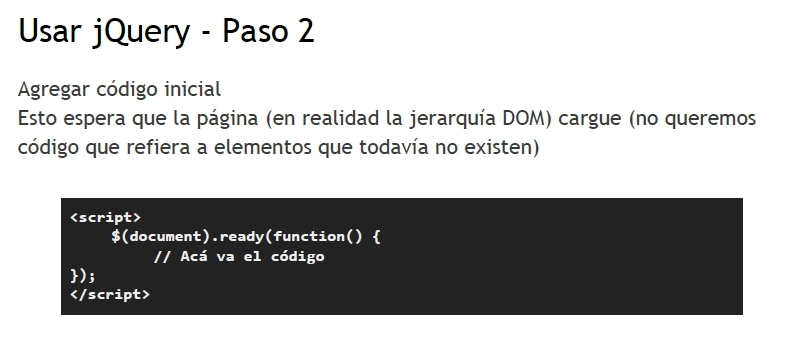 Usar jQuery - Paso 2
Agregar código inicial
Esto espera que la página (en realidad la jerarquía DOM) cargue (no queremos
código que refiera a elementos que todavía no existen)
<script>
$(document).ready(function() {
// Acá va el código
});
</script>